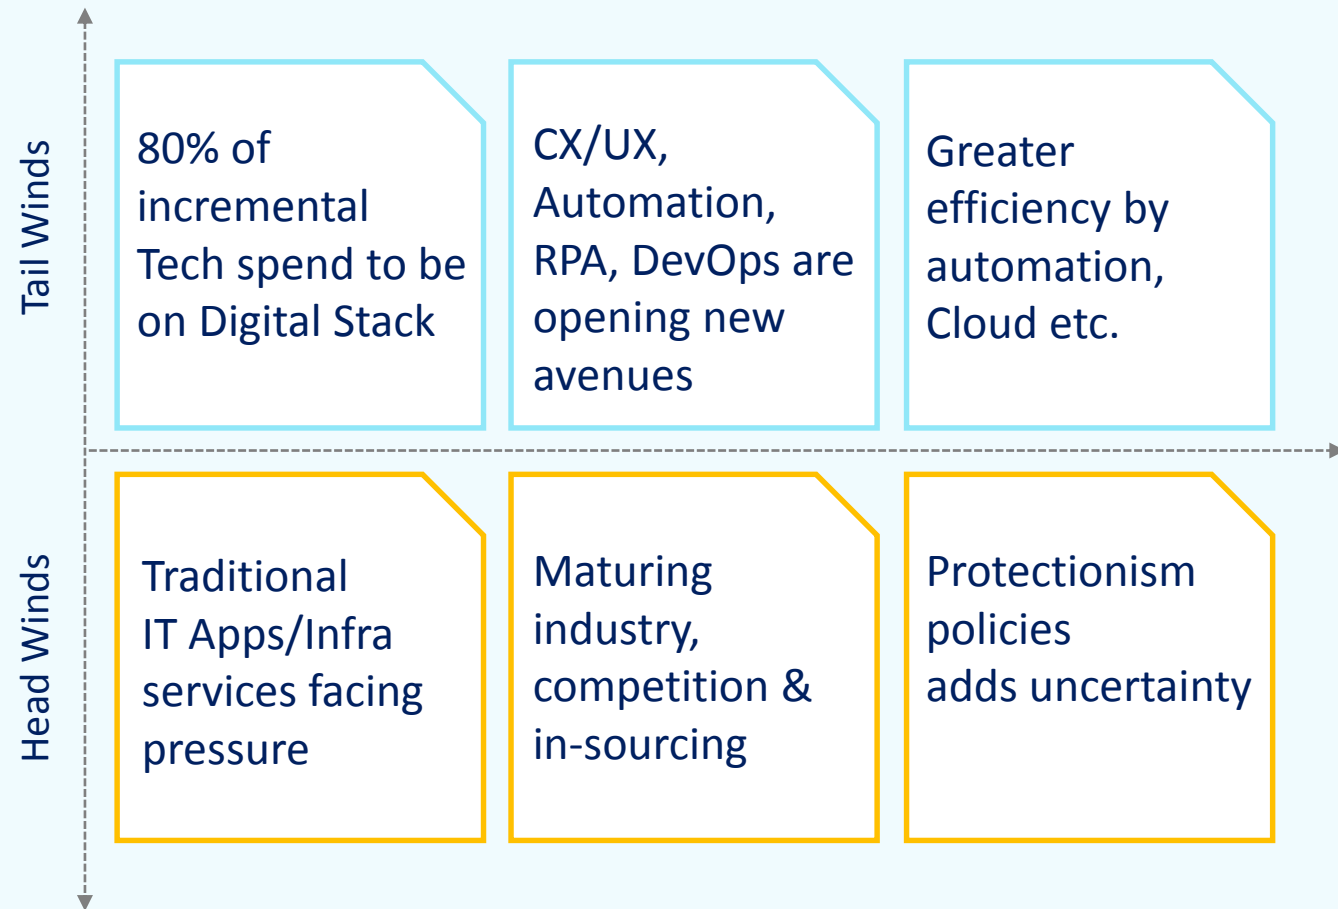 Tail Winds
80% of
incremental
Tech spend to be
on Digital Stack
CX/UX,
Automation,
RPA, DevOps are
opening new
avenues
Greater
efficiency by
automation,
Cloud etc.
Head Winds
Traditional
IT Apps/Infra
services facing
pressure
Maturing
industry,
competition &
in-sourcing
Protectionism
policies
adds uncertainty